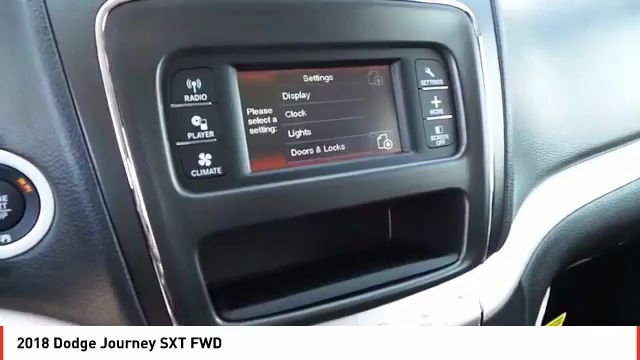 RADIO
PLAYER
CLIMATE
Settings
Display
Please select a setting:
Clock
Lights
Doors & Locks
SETTINGS
MORE
SCREEN OFF
2018 Dodge Journey SXT FWD